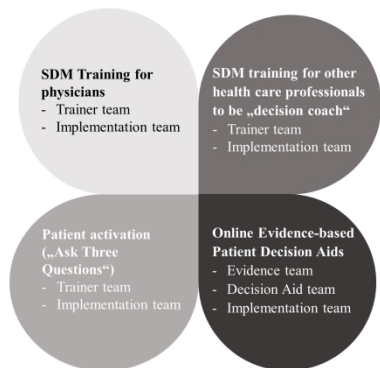 SDM Training for
physicians
- Trainer team
- Implementation team
SDM training for other
health care professionals
to be „decision coach“
- Trainer team
- Implementation team
Patient activation
(„Ask Three
Questions“)
- Trainer team
- Implementation team
Online Evidence-based
Patient Decision Aids
- Evidence team
- Decision Aid team
- Implementation team